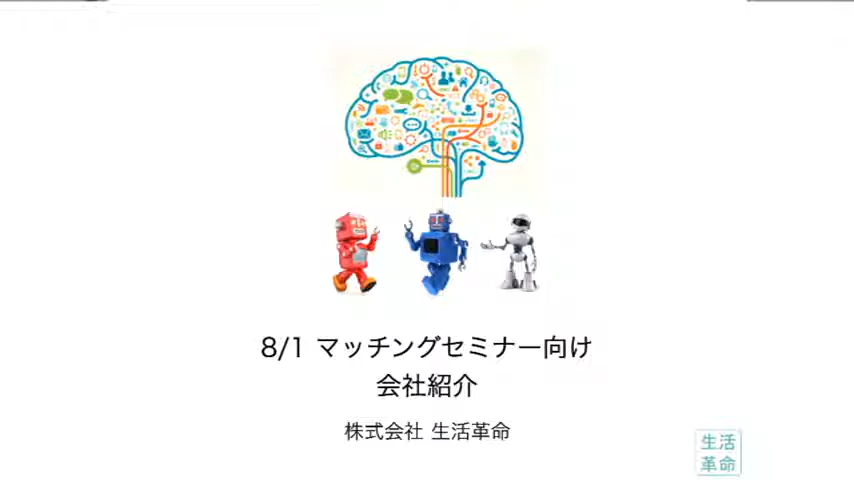 8/1 マッチングセミナー向け
会社紹介
株式会社 生活革命
生活
革命